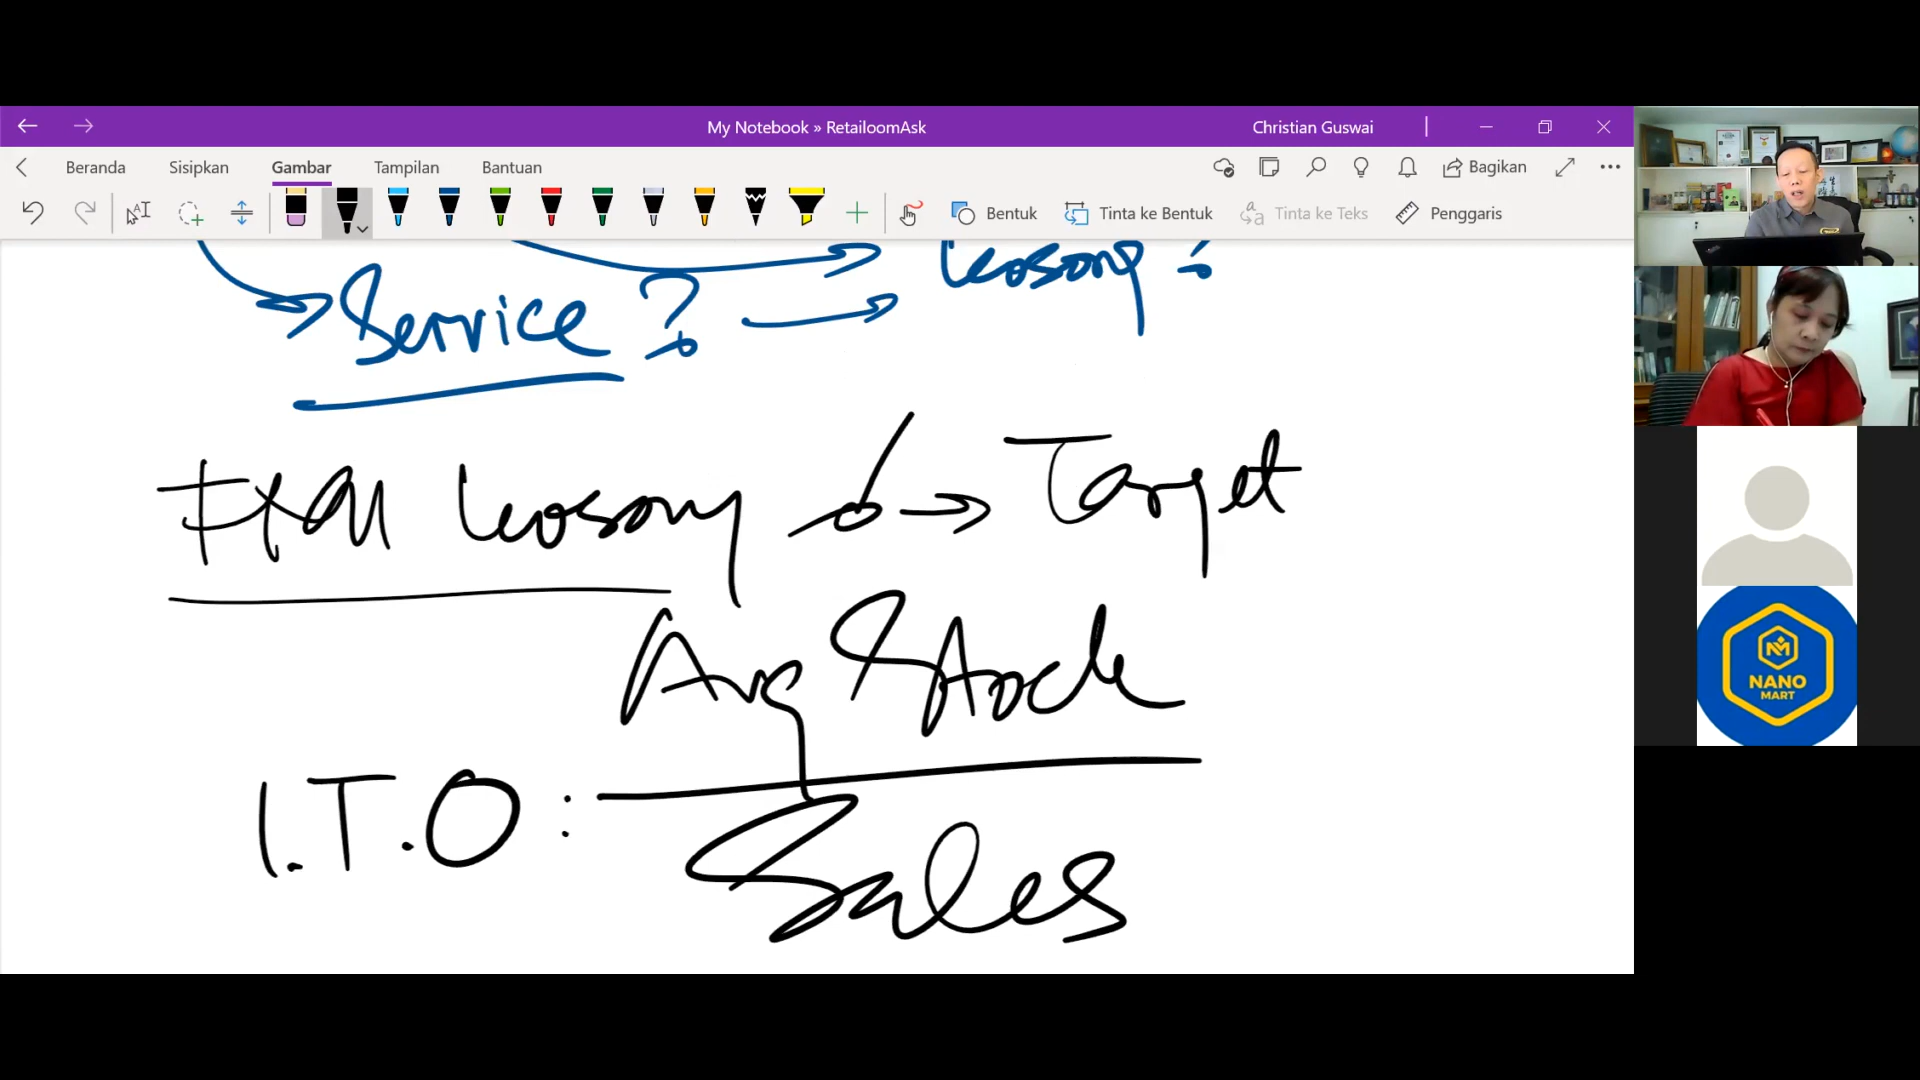 My Notebook » RetailoomAsk
Christian Guswai
Beranda Sisipkan Gambar Tampilan Bantuan
Bagikan
Bentuk Tinta ke Bentuk Tinta ke Teks Penggaris
kosong ?
Service ?
kosong → Target
Avg Stock
I.T.O :
Sales
NANO
MART